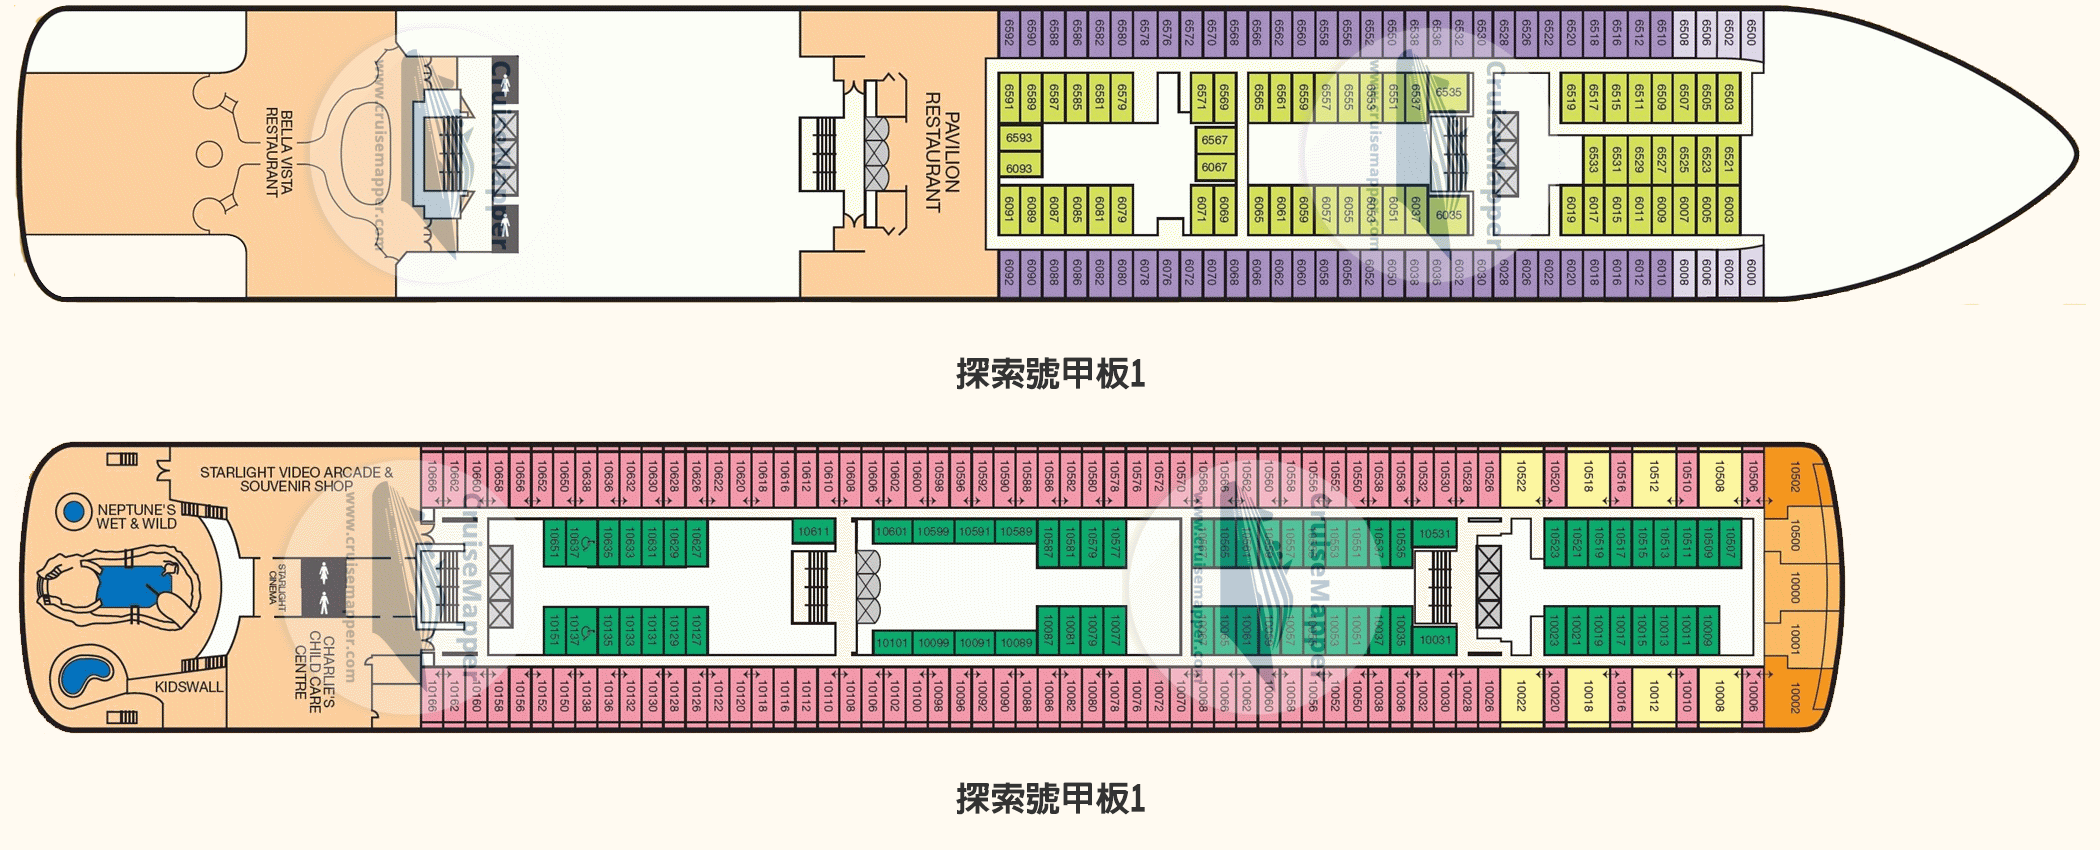 6592 6590 6588 6586 6582 6580 6578 6576 6572 6570 6568 6566 6562 6560 6558 6556 6552 6550 6538 6536 6532 6530 6528 6526 6522 6520 6518 6516 6512 6510 6508 6506 6502 6500
6591 6589 6587 6585 6581 6579 6571 6569 6565 6561 6559 6557 6555 6553 6551 6537 6535 6519 6517 6515 6511 6509 6507 6505 6503
6593 6567
6093 6067
6533 6531 6529 6527 6525 6523 6521
6091 6089 6087 6085 6081 6079 6071 6069 6065 6061 6059 6057 6055 6053 6051 6037 6035 6019 6017 6015 6011 6009 6007 6005 6003
6092 6090 6088 6086 6082 6080 6078 6076 6072 6070 6068 6066 6062 6060 6058 6056 6052 6050 6038 6036 6032 6030 6028 6026 6022 6020 6018 6016 6012 6010 6008 6006 6002 6000
BELLA VISTA
RESTAURANT
PAVILION
RESTAURANT
www.cruisemapper.com
CruiseMapper
www.cruisemapper.com
CruiseMapper
探索號甲板1
STARLIGHT VIDEO ARCADE &
SOUVENIR SHOP
NEPTUNE'S
WET & WILD
STARLIGHT
CINEMA
CHARLIE'S
CHILD CARE
CENTRE
KIDSWALL
10666 10662 10660 10658 10656 10652 10650 10638 10636 10632 10630 10628 10626 10622 10620 10618 10616 10612 10610 10608 10606 10602 10600 10598 10596 10592 10590 10588 10586 10582 10580 10578 10576 10572 10570 10568 10566 10562 10560 10558 10556 10552 10550 10538 10536 10532 10530 10528 10526 10522 10520 10518 10516 10512 10510 10508 10506 10502
10651 10637 10635 10633 10631 10629 10627 10611 10601 10599 10591 10589 10587 10581 10579 10577 10565 10557 10553 10551 10537 10535 10531 10523 10521 10519 10517 10515 10513 10511 10509 10507
10500
10000
10001
10151 10137 10135 10133 10131 10129 10127 10101 10099 10091 10089 10087 10081 10079 10077 10065 10061 10057 10053 10051 10037 10035 10031 10023 10021 10019 10017 10015 10013 10011 10009
10166 10162 10160 10158 10156 10152 10150 10138 10136 10132 10130 10128 10126 10122 10120 10118 10116 10112 10110 10108 10106 10102 10100 10098 10096 10092 10090 10088 10086 10082 10080 10078 10076 10072 10070 10068 10066 10062 10060 10058 10056 10052 10050 10038 10036 10032 10030 10028 10026 10022 10020 10018 10016 10012 10010 10008 10006 10002
www.cruisemapper.com
CruiseMapper
www.cruisemapper.com
CruiseMapper
探索號甲板1